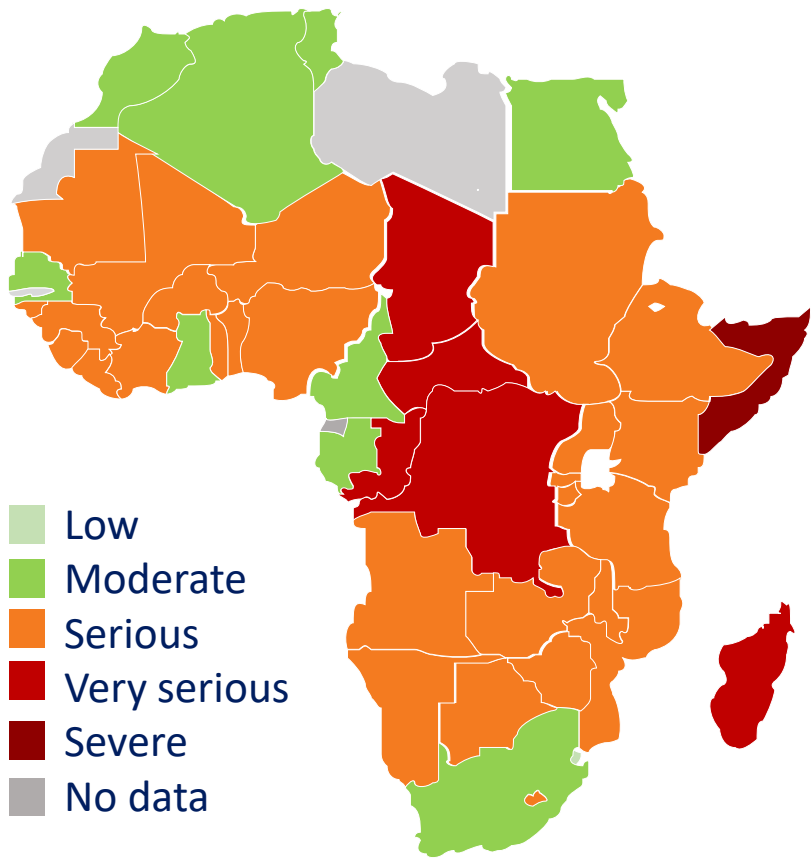 Low
Moderate
Serious
Very serious
Severe
No data